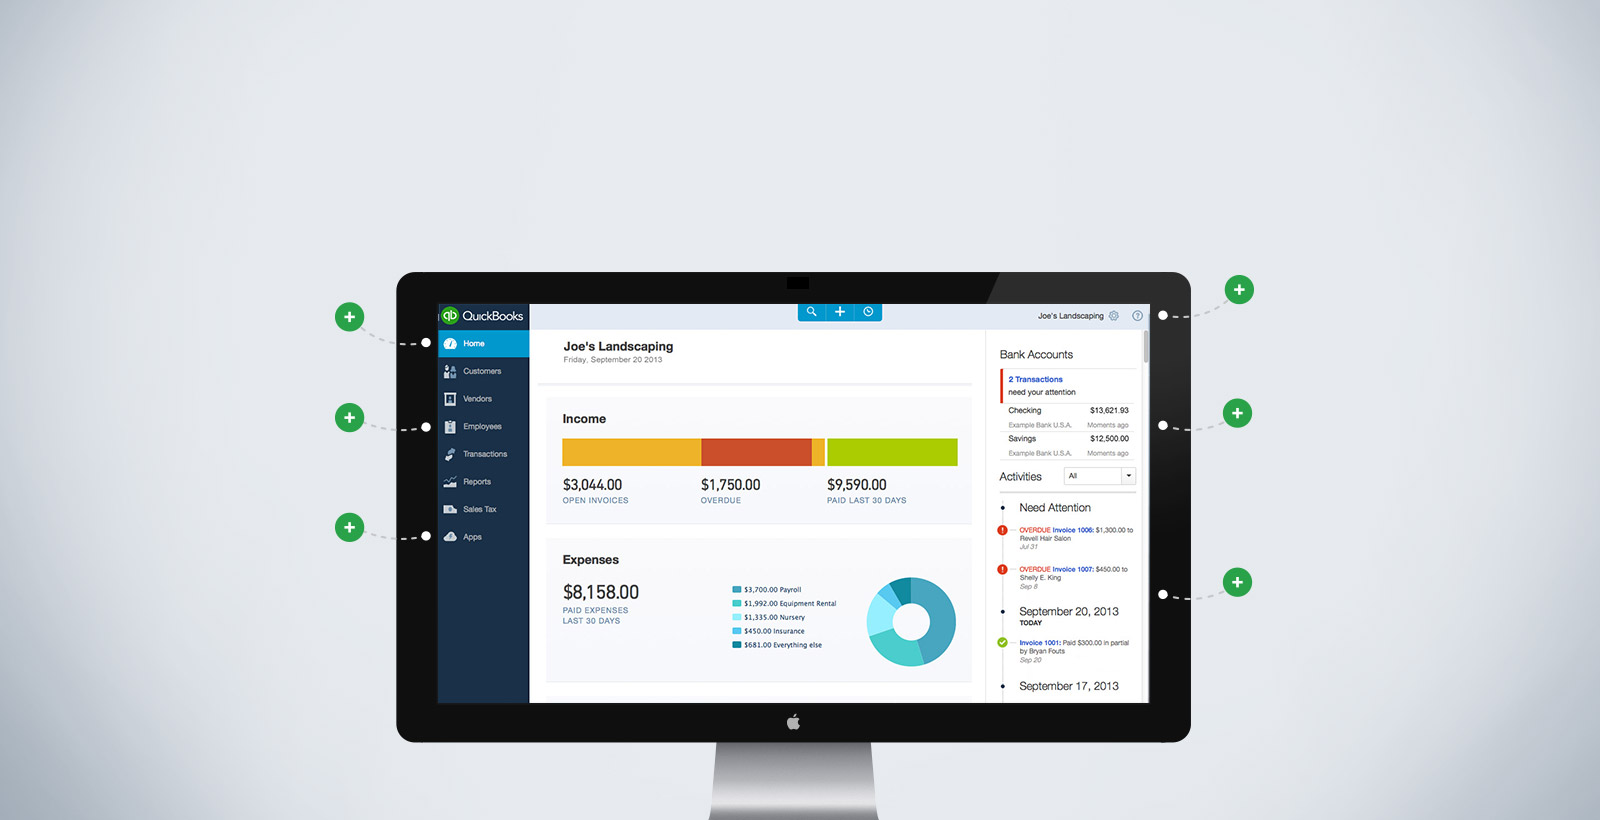 qb QuickBooks
Home
Customers
Vendors
Employees
Transactions
Reports
Sales Tax
Apps
Joe's Landscaping
?
Joe's Landscaping
Friday, September 20 2013
Income
$3,044.00
OPEN INVOICES
$1,750.00
OVERDUE
$9,590.00
PAID LAST 30 DAYS
Expenses
$8,158.00
PAID EXPENSES
LAST 30 DAYS
$3,700.00 Payroll
$1,992.00 Equipment Rental
$1,335.00 Nursery
$450.00 Insurance
$681.00 Everything else
Bank Accounts
2 Transactions
need your attention
Checking $13,621.93
Example Bank U.S.A. Moments ago
Savings $12,500.00
Example Bank U.S.A. Moments ago
Activities All
Need Attention
OVERDUE Invoice 1006: $1,300.00 to
Revell Hair Salon
Jul 31
OVERDUE Invoice 1007: $450.00 to
Shelly E. King
Sep 8
September 20, 2013
TODAY
Invoice 1001: Paid $300.00 in partial
by Bryan Fouts
Sep 20
September 17, 2013